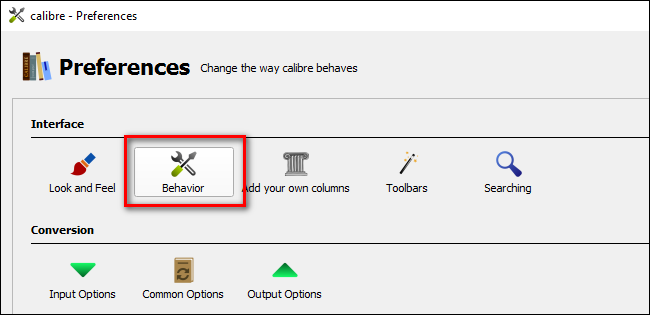 calibre - Preferences
Preferences Change the way calibre behaves
Interface
Look and Feel Behavior Add your own columns Toolbars Searching
Conversion
Input Options Common Options Output Options